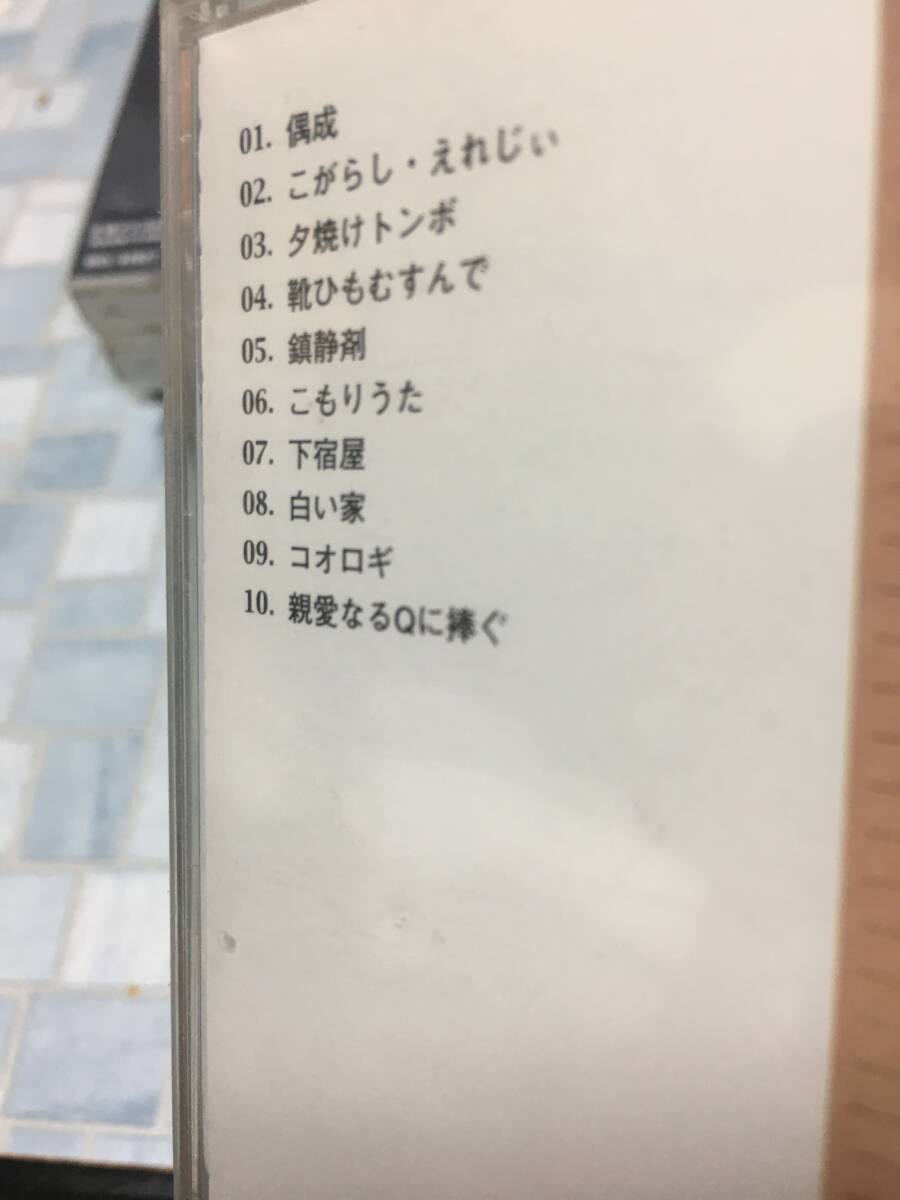 01. 偶成
02. こがらし・えれじい
03. 夕焼けトンボ
04. 靴ひもむすんで
05. 鎮静剤
06. こもりうた
07. 下宿屋
08. 白い家
09. コオロギ
10. 親愛なるQに捧ぐ